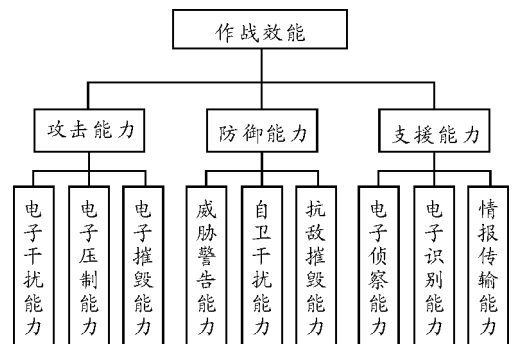 作战效能
攻击能力
防御能力
支援能力
电子干扰能力
电子压制能力
电子摧毁能力
威胁警告能力
自卫干扰能力
抗敌摧毁能力
电子侦察能力
电子识别能力
情报传输能力